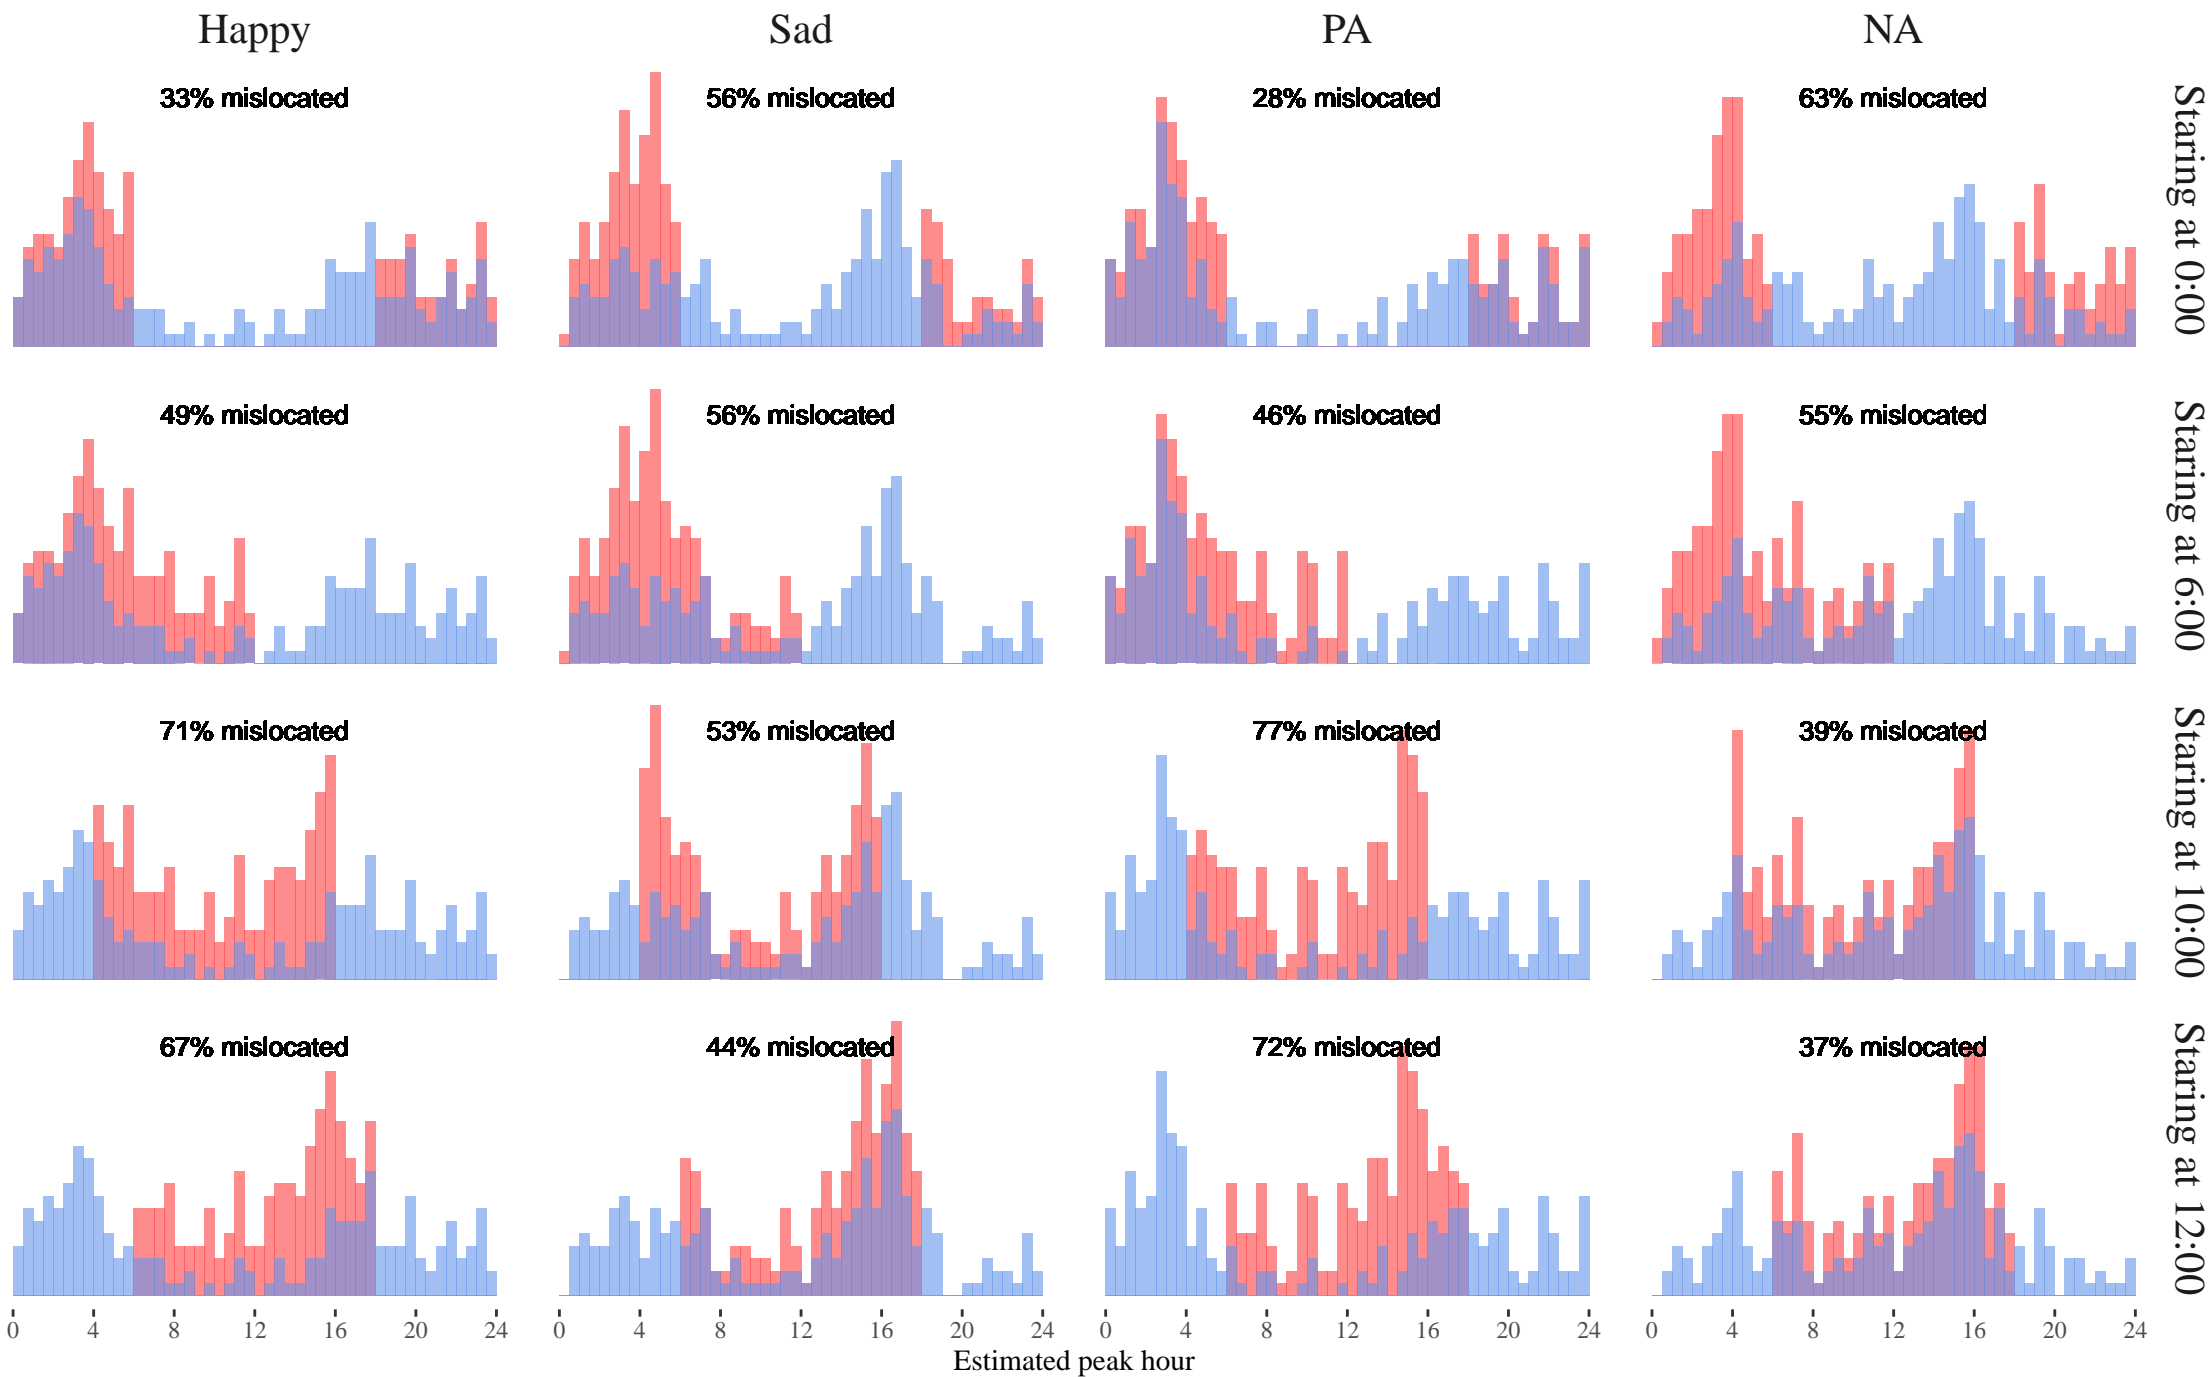 Happy Sad PA NA
33% mislocated 56% mislocated 28% mislocated 63% mislocated
Staring at 0:00
49% mislocated 56% mislocated 46% mislocated 55% mislocated
Staring at 6:00
71% mislocated 53% mislocated 77% mislocated 39% mislocated
Staring at 10:00
67% mislocated 44% mislocated 72% mislocated 37% mislocated
Staring at 12:00
0 4 8 12 16 20 24 0 4 8 12 16 20 24 0 4 8 12 16 20 24 0 4 8 12 16 20 24
Estimated peak hour